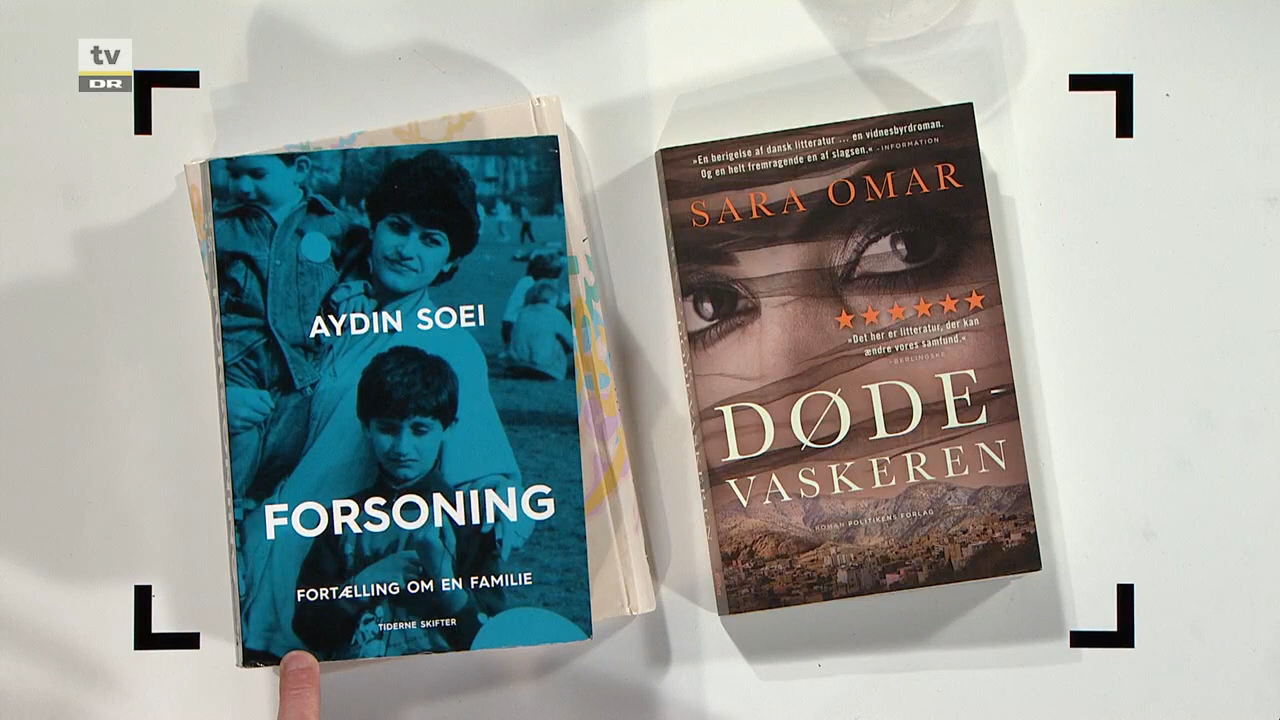 tv
DR
AYDIN SOEI
FORSONING
FORTÆLLING OM EN FAMILIE
TIDERNE SKIFTER
»En berigelse af dansk litteratur ... en vidnesbyrdroman.
Og en helt fremragende en af slagsen.« - INFORMATION
SARA OMAR
»Det her er litteratur, der kan
ændre vores samfund.«
- BERLINGSKE
DØDE-
VASKEREN
ROMAN POLITIKENS FORLAG